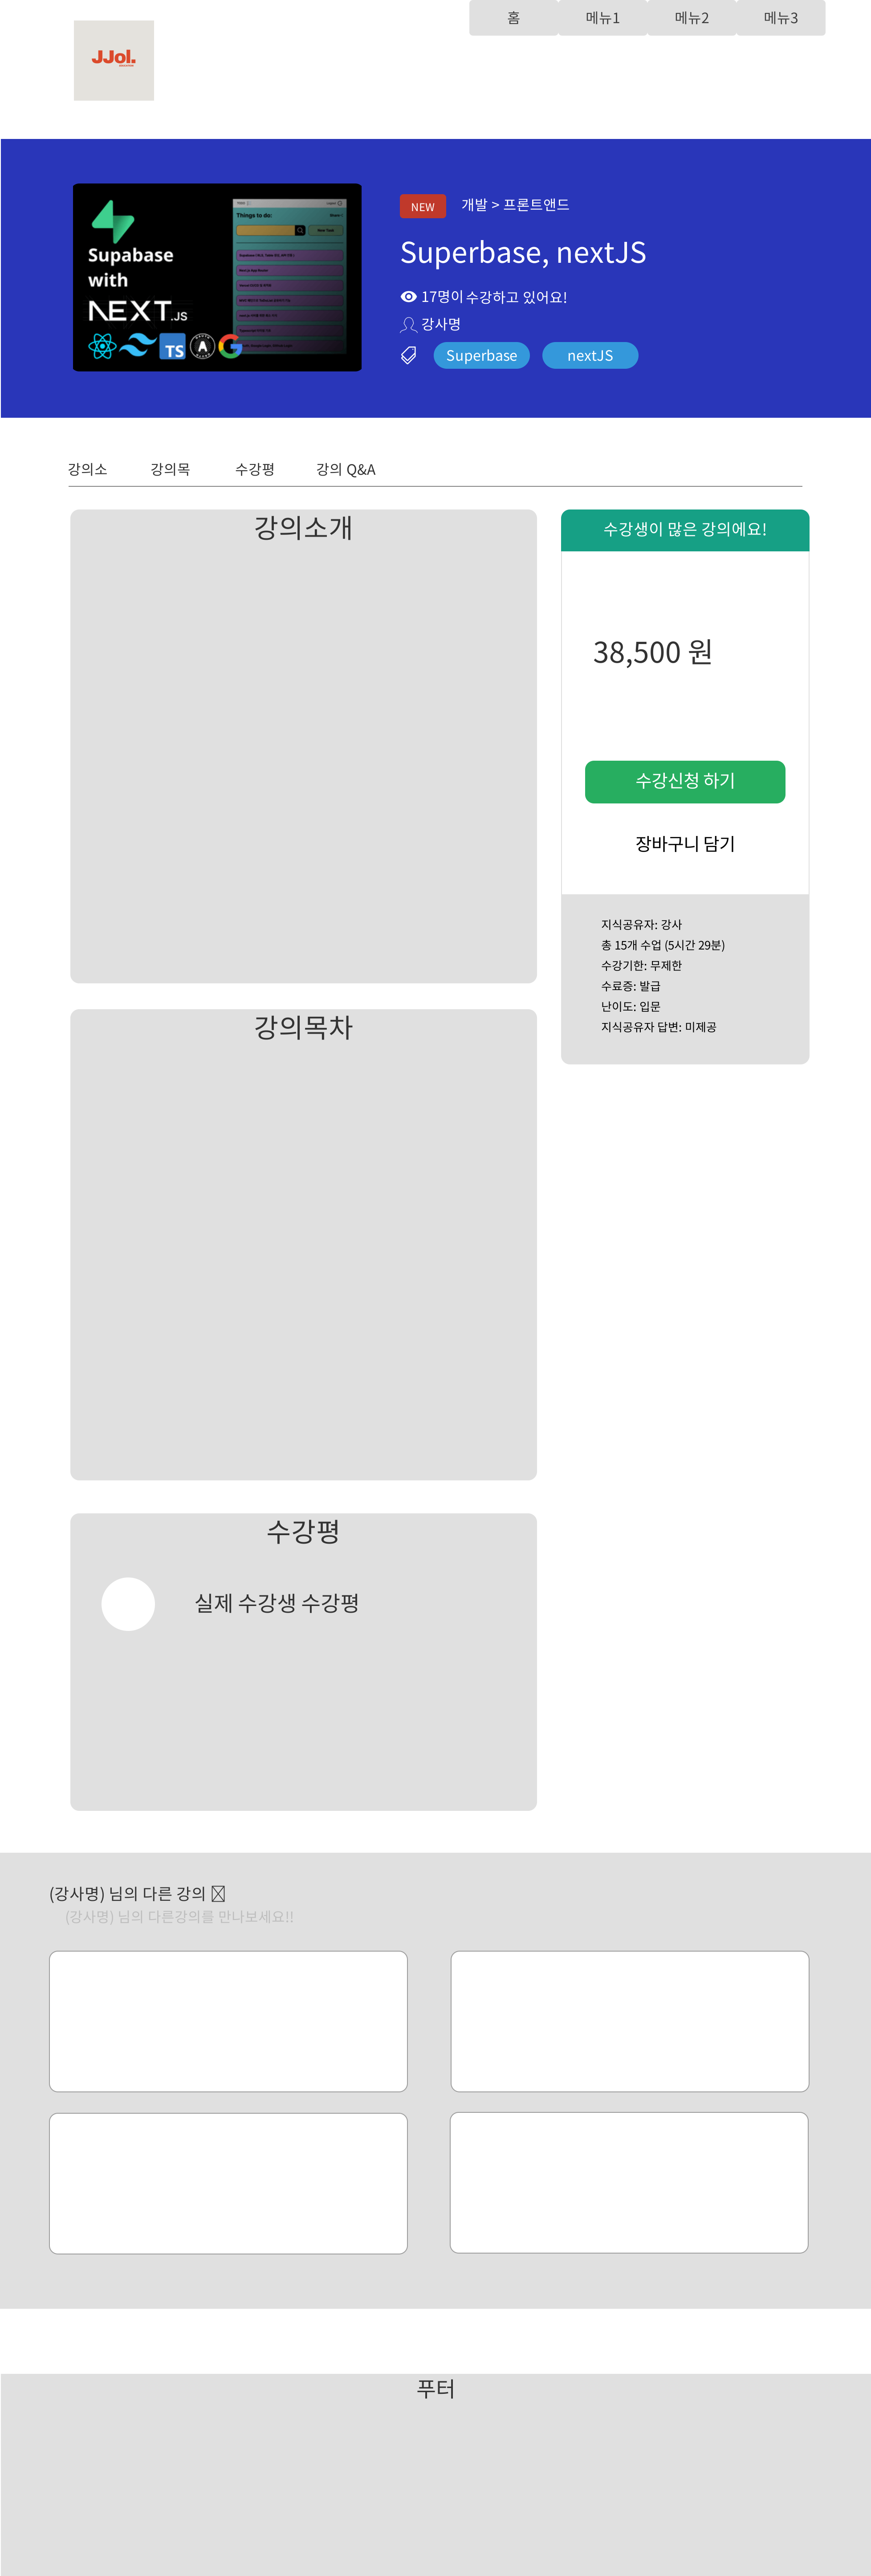 홈 메뉴1 메뉴2 메뉴3
JJol.
Supabase
with
NEXT.JS
TS
Things to do:
NEW 개발 > 프론트앤드
Superbase, nextJS
17명이 수강하고 있어요!
강사명
Superbase nextJS
강의소 강의목 수강평 강의 Q&A
강의소개
수강생이 많은 강의에요!
38,500 원
수강신청 하기
장바구니 담기
지식공유자: 강사
총 15개 수업 (5시간 29분)
수강기한: 무제한
수료증: 발급
난이도: 입문
지식공유자 답변: 미제공
강의목차
수강평
실제 수강생 수강평
(강사명) 님의 다른 강의
(강사명) 님의 다른강의를 만나보세요!!
푸터